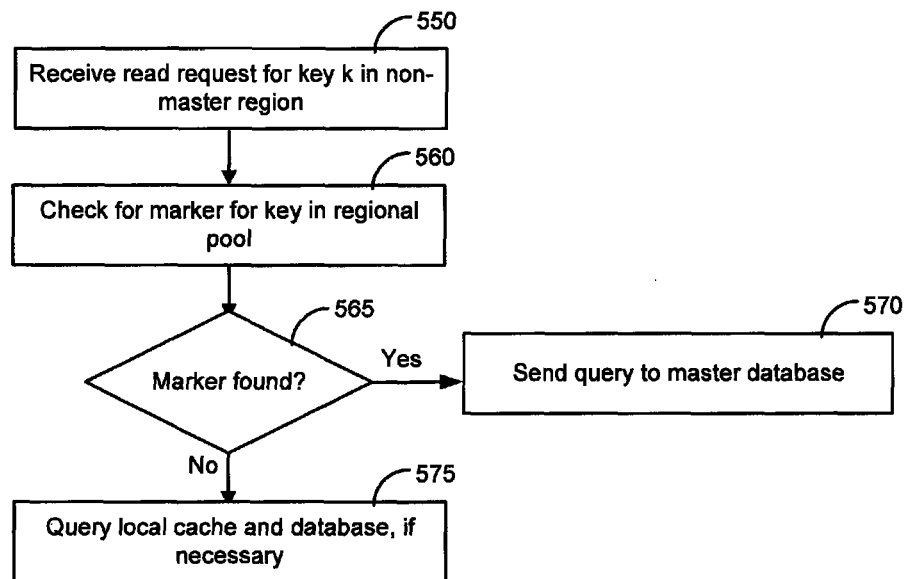 550
Receive read request for key k in non-
master region
560
Check for marker for key in regional
pool
565
Marker found?
Yes
570
Send query to master database
No
575
Query local cache and database, if
necessary